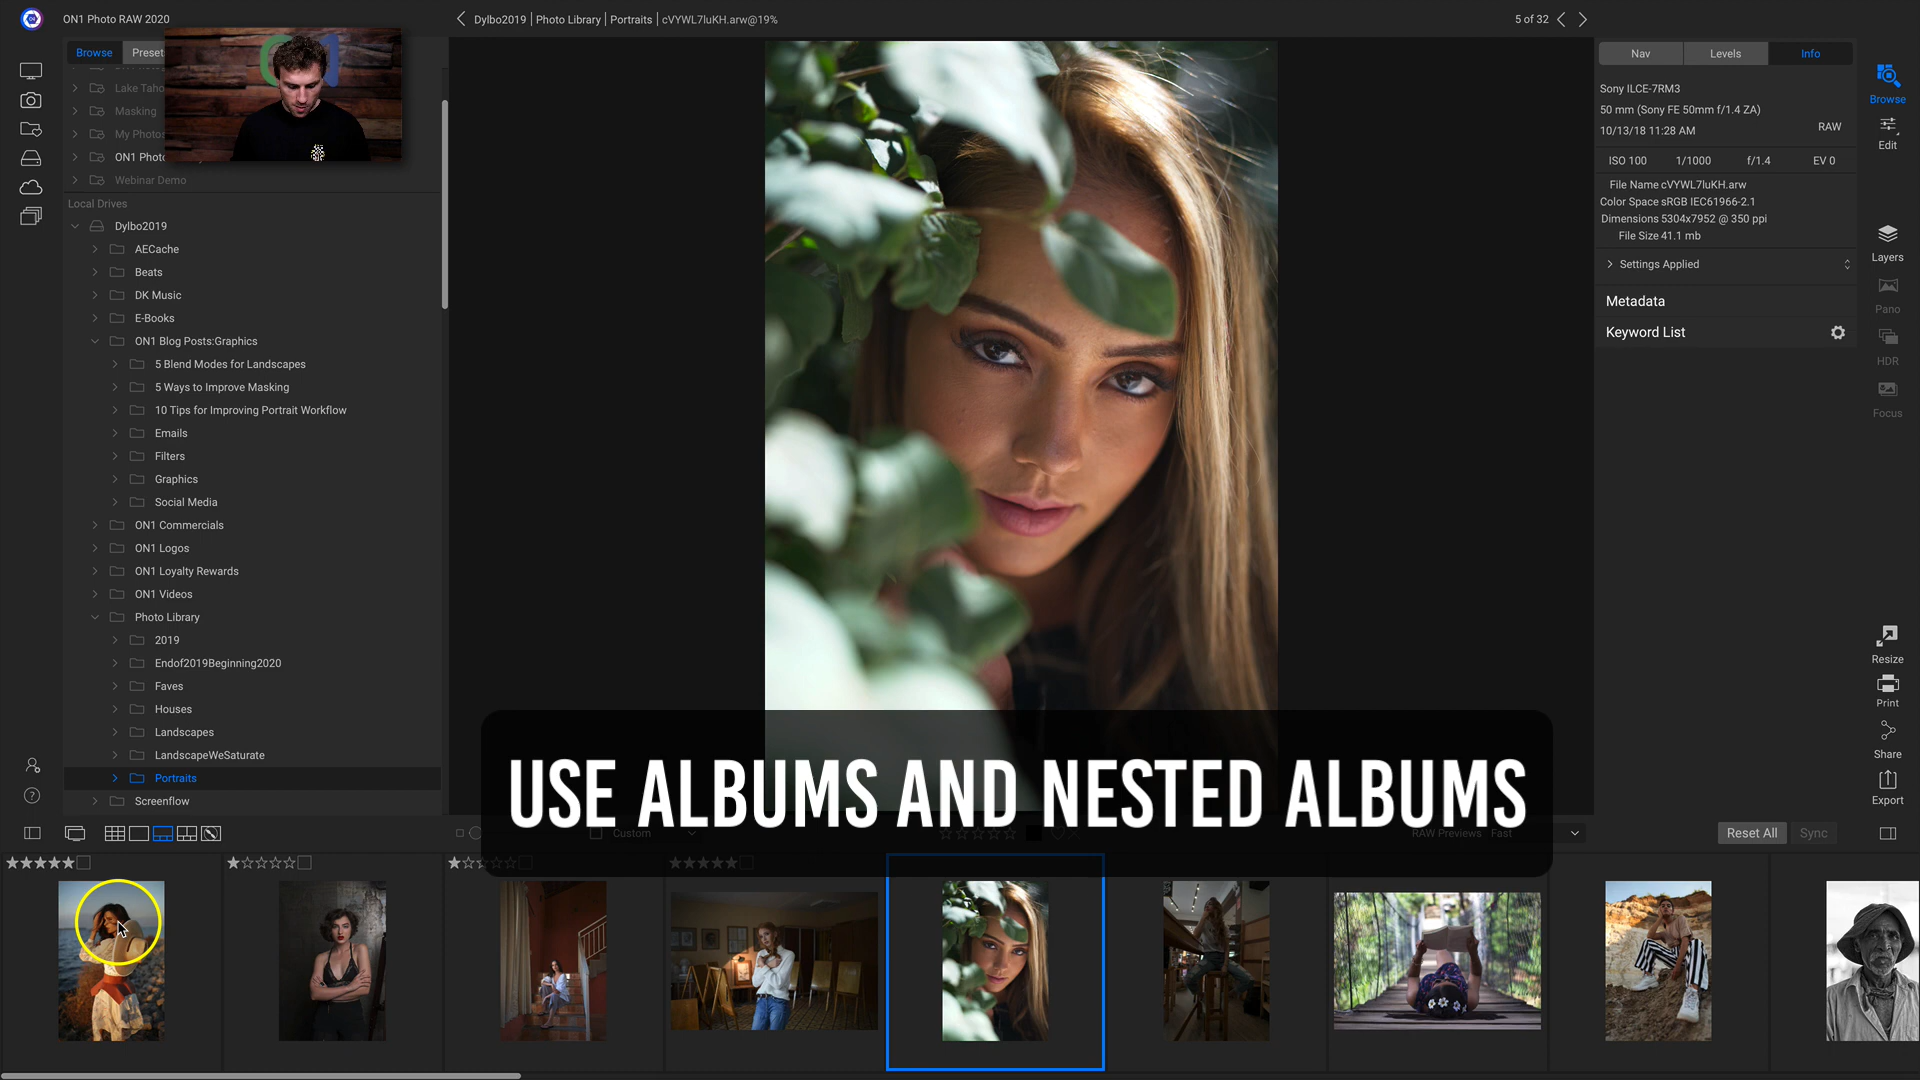 ON1 Photo RAW 2020
Dylbo2019 | Photo Library | Portraits | cVYWL7luKH.arw@19%
5 of 32
Browse
Preset
Lake Taho
Masking
My Photos
ON1 Phot
Webinar Demo
Local Drives
Dylbo2019
AECache
Beats
DK Music
E-Books
ON1 Blog Posts:Graphics
5 Blend Modes for Landscapes
5 Ways to Improve Masking
10 Tips for Improving Portrait Workflow
Emails
Filters
Graphics
Social Media
ON1 Commercials
ON1 Logos
ON1 Loyalty Rewards
ON1 Videos
Photo Library
2019
Endof2019Beginning2020
Faves
Houses
Landscapes
LandscapeWeSaturate
Portraits
Screenflow
Nav
Levels
Info
Sony ILCE-7RM3
50 mm (Sony FE 50mm f/1.4 ZA)
10/13/18 11:28 AM
RAW
ISO 100
1/1000
f/1.4
EV 0
File Name cVYWL7luKH.arw
Color Space sRGB IEC61966-2.1
Dimensions 5304x7952 @ 350 ppi
File Size 41.1 mb
Settings Applied
Metadata
Keyword List
Browse
Edit
Layers
Pano
HDR
Focus
Resize
Print
Share
Export
USE ALBUMS AND NESTED ALBUMS
Custom
RAW Previews Fast
Reset All
Sync